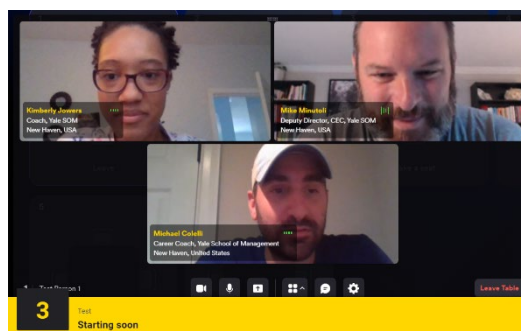 Kimberly Jowers
Coach, Yale SOM
New Haven, USA
Mike Minutoli
Deputy Director, CEC, Yale SOM
New Haven, USA
Michael Colelli
Career Coach, Yale School of Management
New Haven, United States
Test Person 1
Leave Table
3
Test
Starting soon